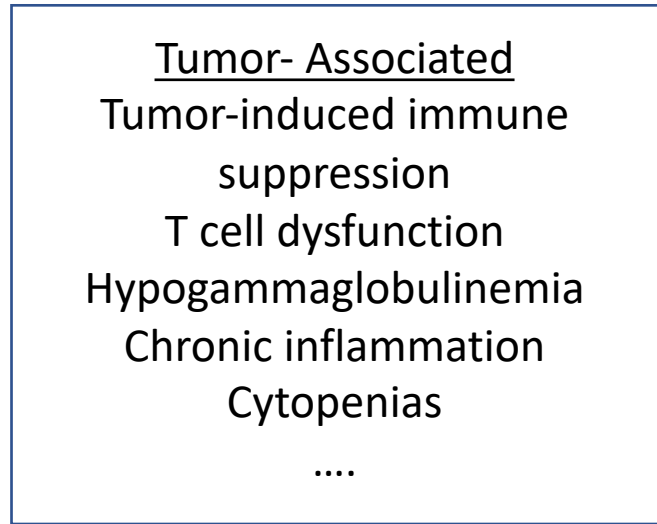 Tumor- Associated
Tumor-induced immune
suppression
T cell dysfunction
Hypogammaglobulinemia
Chronic inflammation
Cytopenias
....